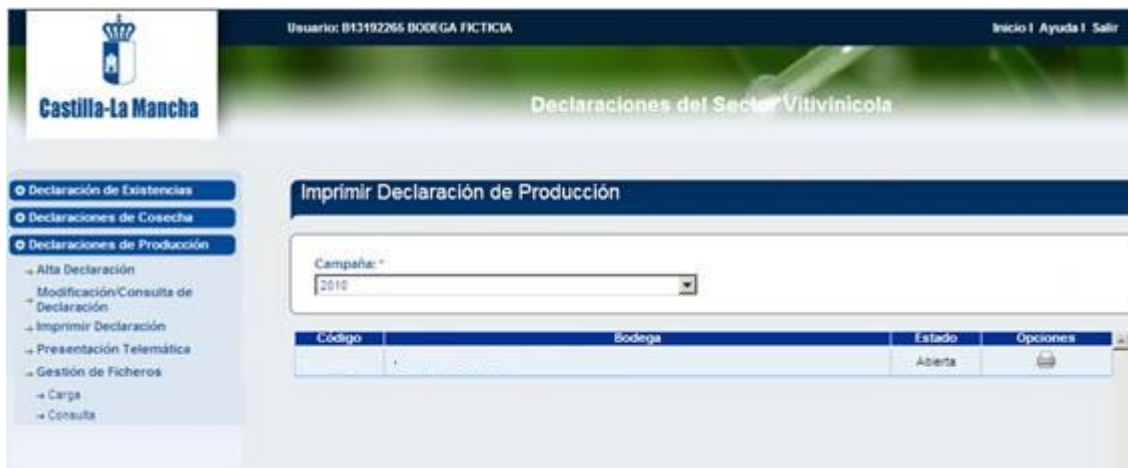 Usuario: B13192265 BODEGA FICTICIA
Inicio | Ayuda | Salir
Castilla-La Mancha
Declaraciones del Sector Vitivinicola
Declaración de Existencias
Declaraciones de Cosecha
Declaraciones de Producción
Alta Declaración
Modificación/Consulta de
Declaración
Imprimir Declaración
Presentación Telemática
Gestión de Ficheros
Carga
Consulta
Imprimir Declaración de Producción
Campaña: *
2010
Código Bodega Estado Opciones
Abierta